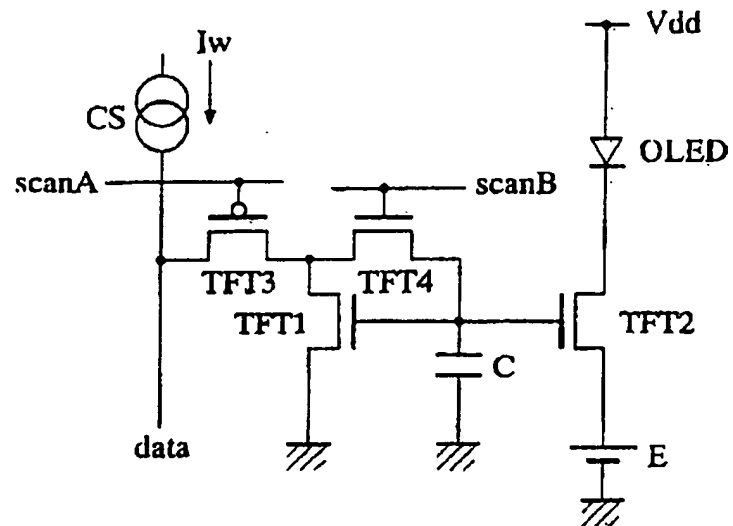 Iw
Vdd
CS
OLED
scanA
scanB
TFT3
TFT4
TFT1
TFT2
C
data
E